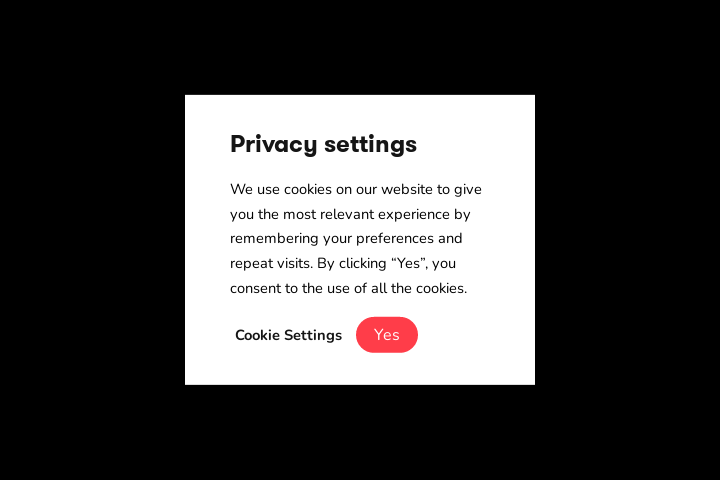 Privacy settings
We use cookies on our website to give
you the most relevant experience by
remembering your preferences and
repeat visits. By clicking “Yes”, you
consent to the use of all the cookies.
Cookie Settings Yes